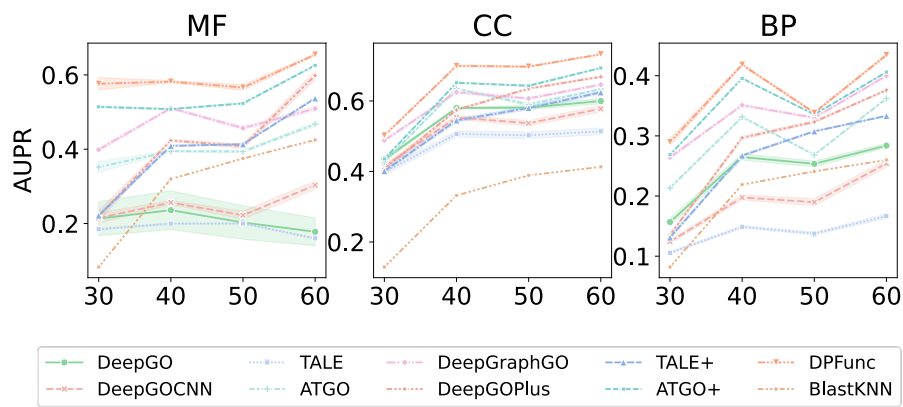 MF CC BP
AUPR
0.6
0.4
0.2
30 40 50 60
0.6
0.4
0.2
30 40 50 60
0.4
0.3
0.2
0.1
30 40 50 60
DeepGO TALE DeepGraphGO TALE+ DPFunc
DeepGOCNN ATGO DeepGOPlus ATGO+ BlastKNN